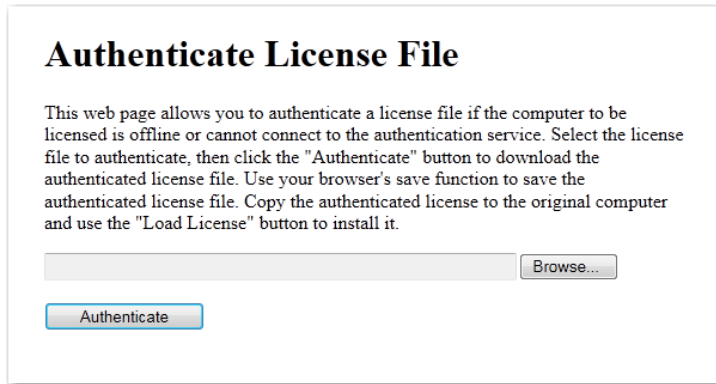 Authenticate License File
This web page allows you to authenticate a license file if the computer to be
licensed is offline or cannot connect to the authentication service. Select the license
file to authenticate, then click the "Authenticate" button to download the
authenticated license file. Use your browser's save function to save the
authenticated license file. Copy the authenticated license to the original computer
and use the "Load License" button to install it.
Browse...
Authenticate